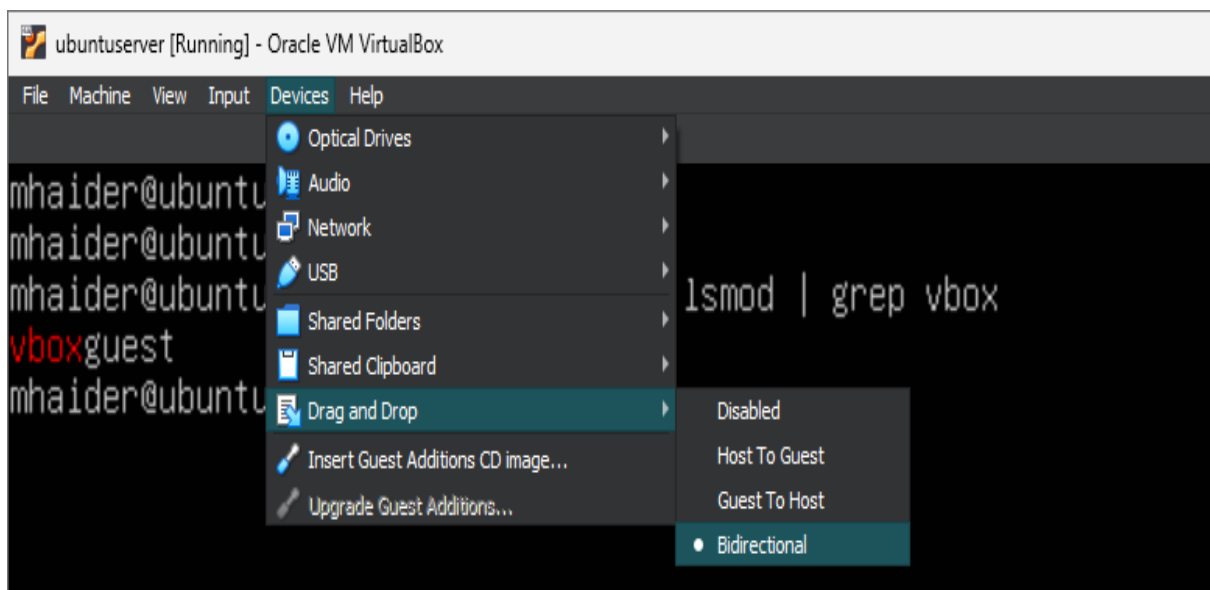 ubuntuserver [Running] - Oracle VM VirtualBox
File Machine View Input Devices Help
Optical Drives
mhaider@ubuntu
Audio
Network
mhaider@ubuntu
USB
mhaider@ubuntu lsmod | grep vbox
Shared Folders
vboxguest
Shared Clipboard
mhaider@ubuntu
Drag and Drop
Disabled
Host To Guest
Guest To Host
Bidirectional
Insert Guest Additions CD image...
Upgrade Guest Additions...